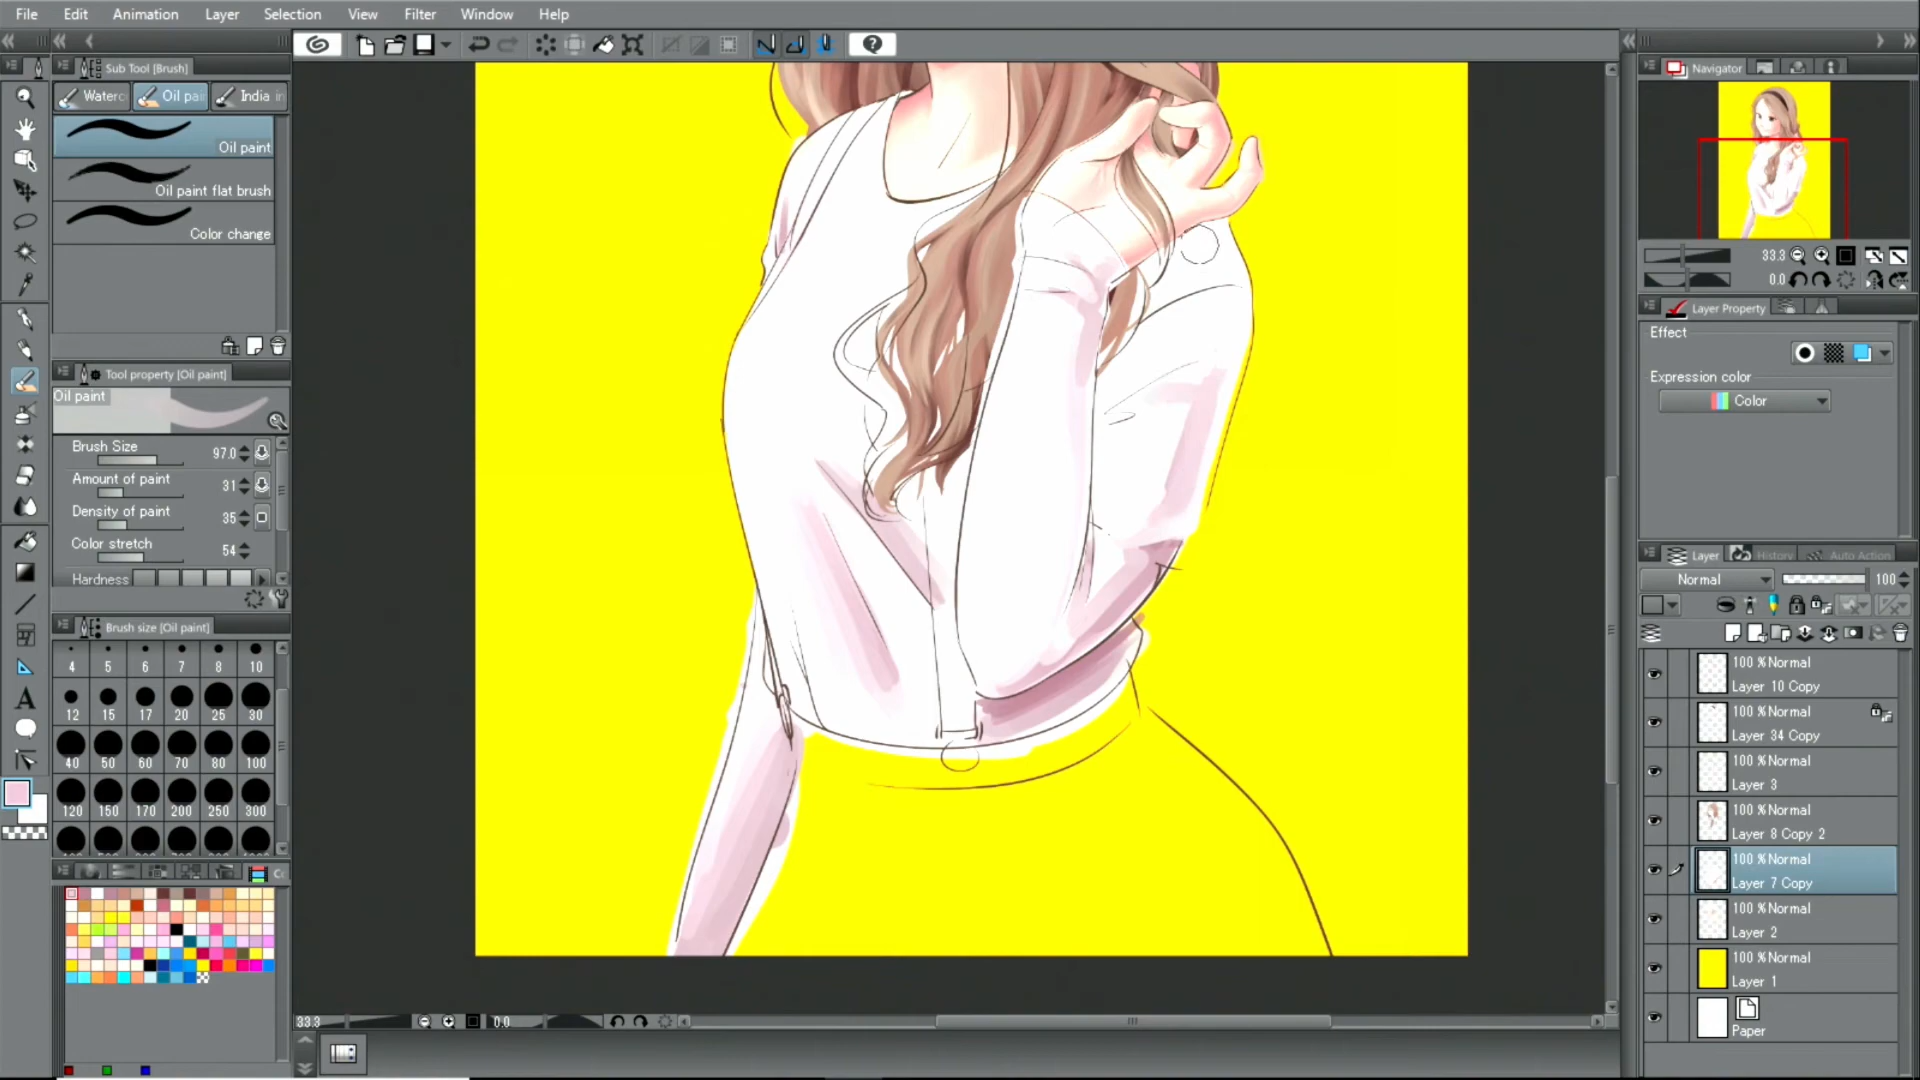 File Edit Animation Layer Selection View Filter Window Help
Sub Tool [Brush]
Waterc Oil pai India in
Oil paint
Oil paint flat brush
Color change
Tool property [Oil paint]
Oil paint
Brush Size 97.0
Amount of paint 31
Density of paint 35
Color stretch 54
Hardness
Brush size [Oil paint]
4 5 6 7 8 10
12 15 17 20 25 30
40 50 60 70 80 100
120 150 170 200 250 300
33.3 0.0
Navigator
33.3
0.0
Layer Property
Effect
Expression color
Color
Layer History Auto Action
Normal 100
100 %Normal
Layer 10 Copy
100 %Normal
Layer 34 Copy
100 %Normal
Layer 3
100 %Normal
Layer 8 Copy 2
100 %Normal
Layer 7 Copy
100 %Normal
Layer 2
100 %Normal
Layer 1
Paper